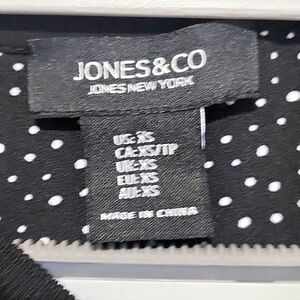 JONES&CO
JONES NEW YORK
US: XS
CA: XS/TP
UK: XS
EU: XS
AU: XS
MADE IN CHINA